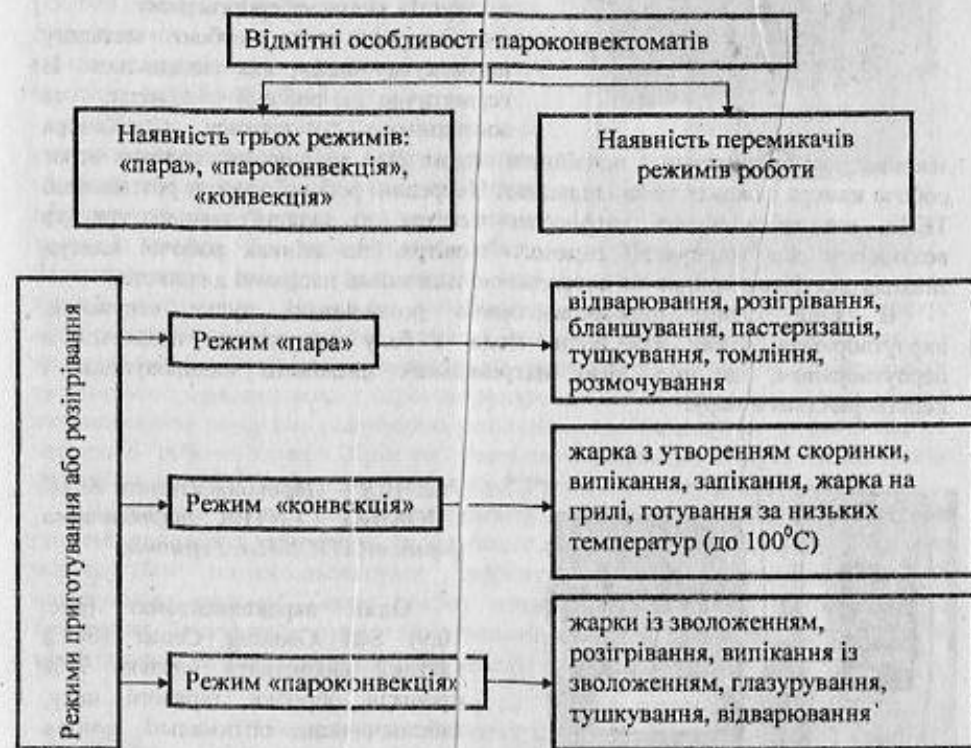 Відмітні особливості пароконвектоматів
Наявність трьох режимів:
«пара», «пароконвекція»,
«конвекція»
Наявність перемикачів
режимів роботи
Режими приготування або розігрівання
Режим «пара»
відварювання, розігрівання,
бланшування, пастеризація,
тушкування, томління,
розмочування
Режим «конвекція»
жарка з утворенням скоринки,
випікання, запікання, жарка на
грилі, готування за низьких
температур (до 100⁰С)
Режим «пароконвекція»
жарки із зволоженням,
розігрівання, випікання із
зволоженням, глазурування,
тушкування, відварювання